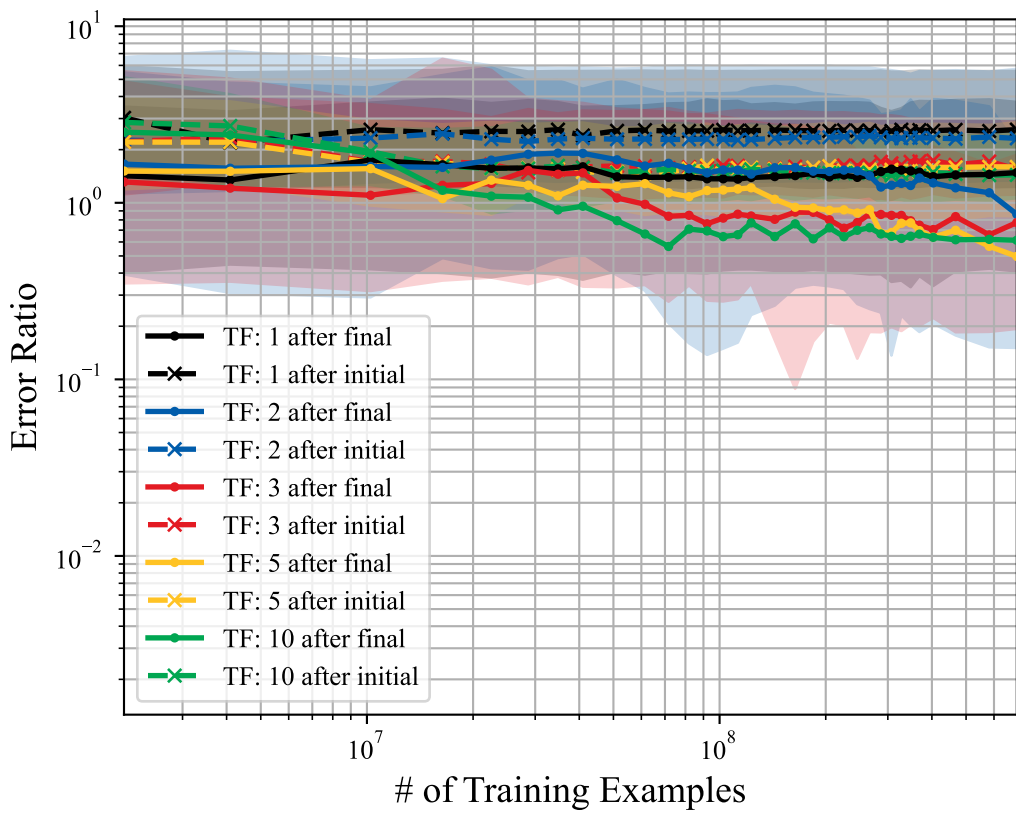 10^1
10^0
10^−1
10^−2
Error Ratio
TF: 1 after final
TF: 1 after initial
TF: 2 after final
TF: 2 after initial
TF: 3 after final
TF: 3 after initial
TF: 5 after final
TF: 5 after initial
TF: 10 after final
TF: 10 after initial
10^7
10^8
# of Training Examples